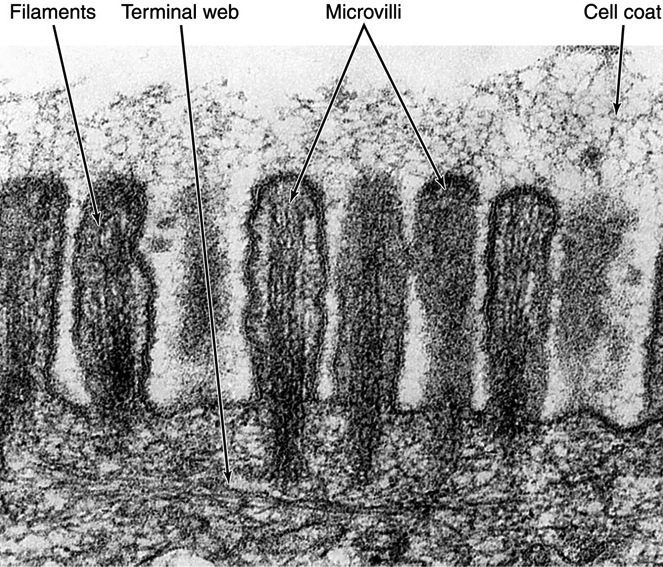 Filaments
Terminal web
Microvilli
Cell coat